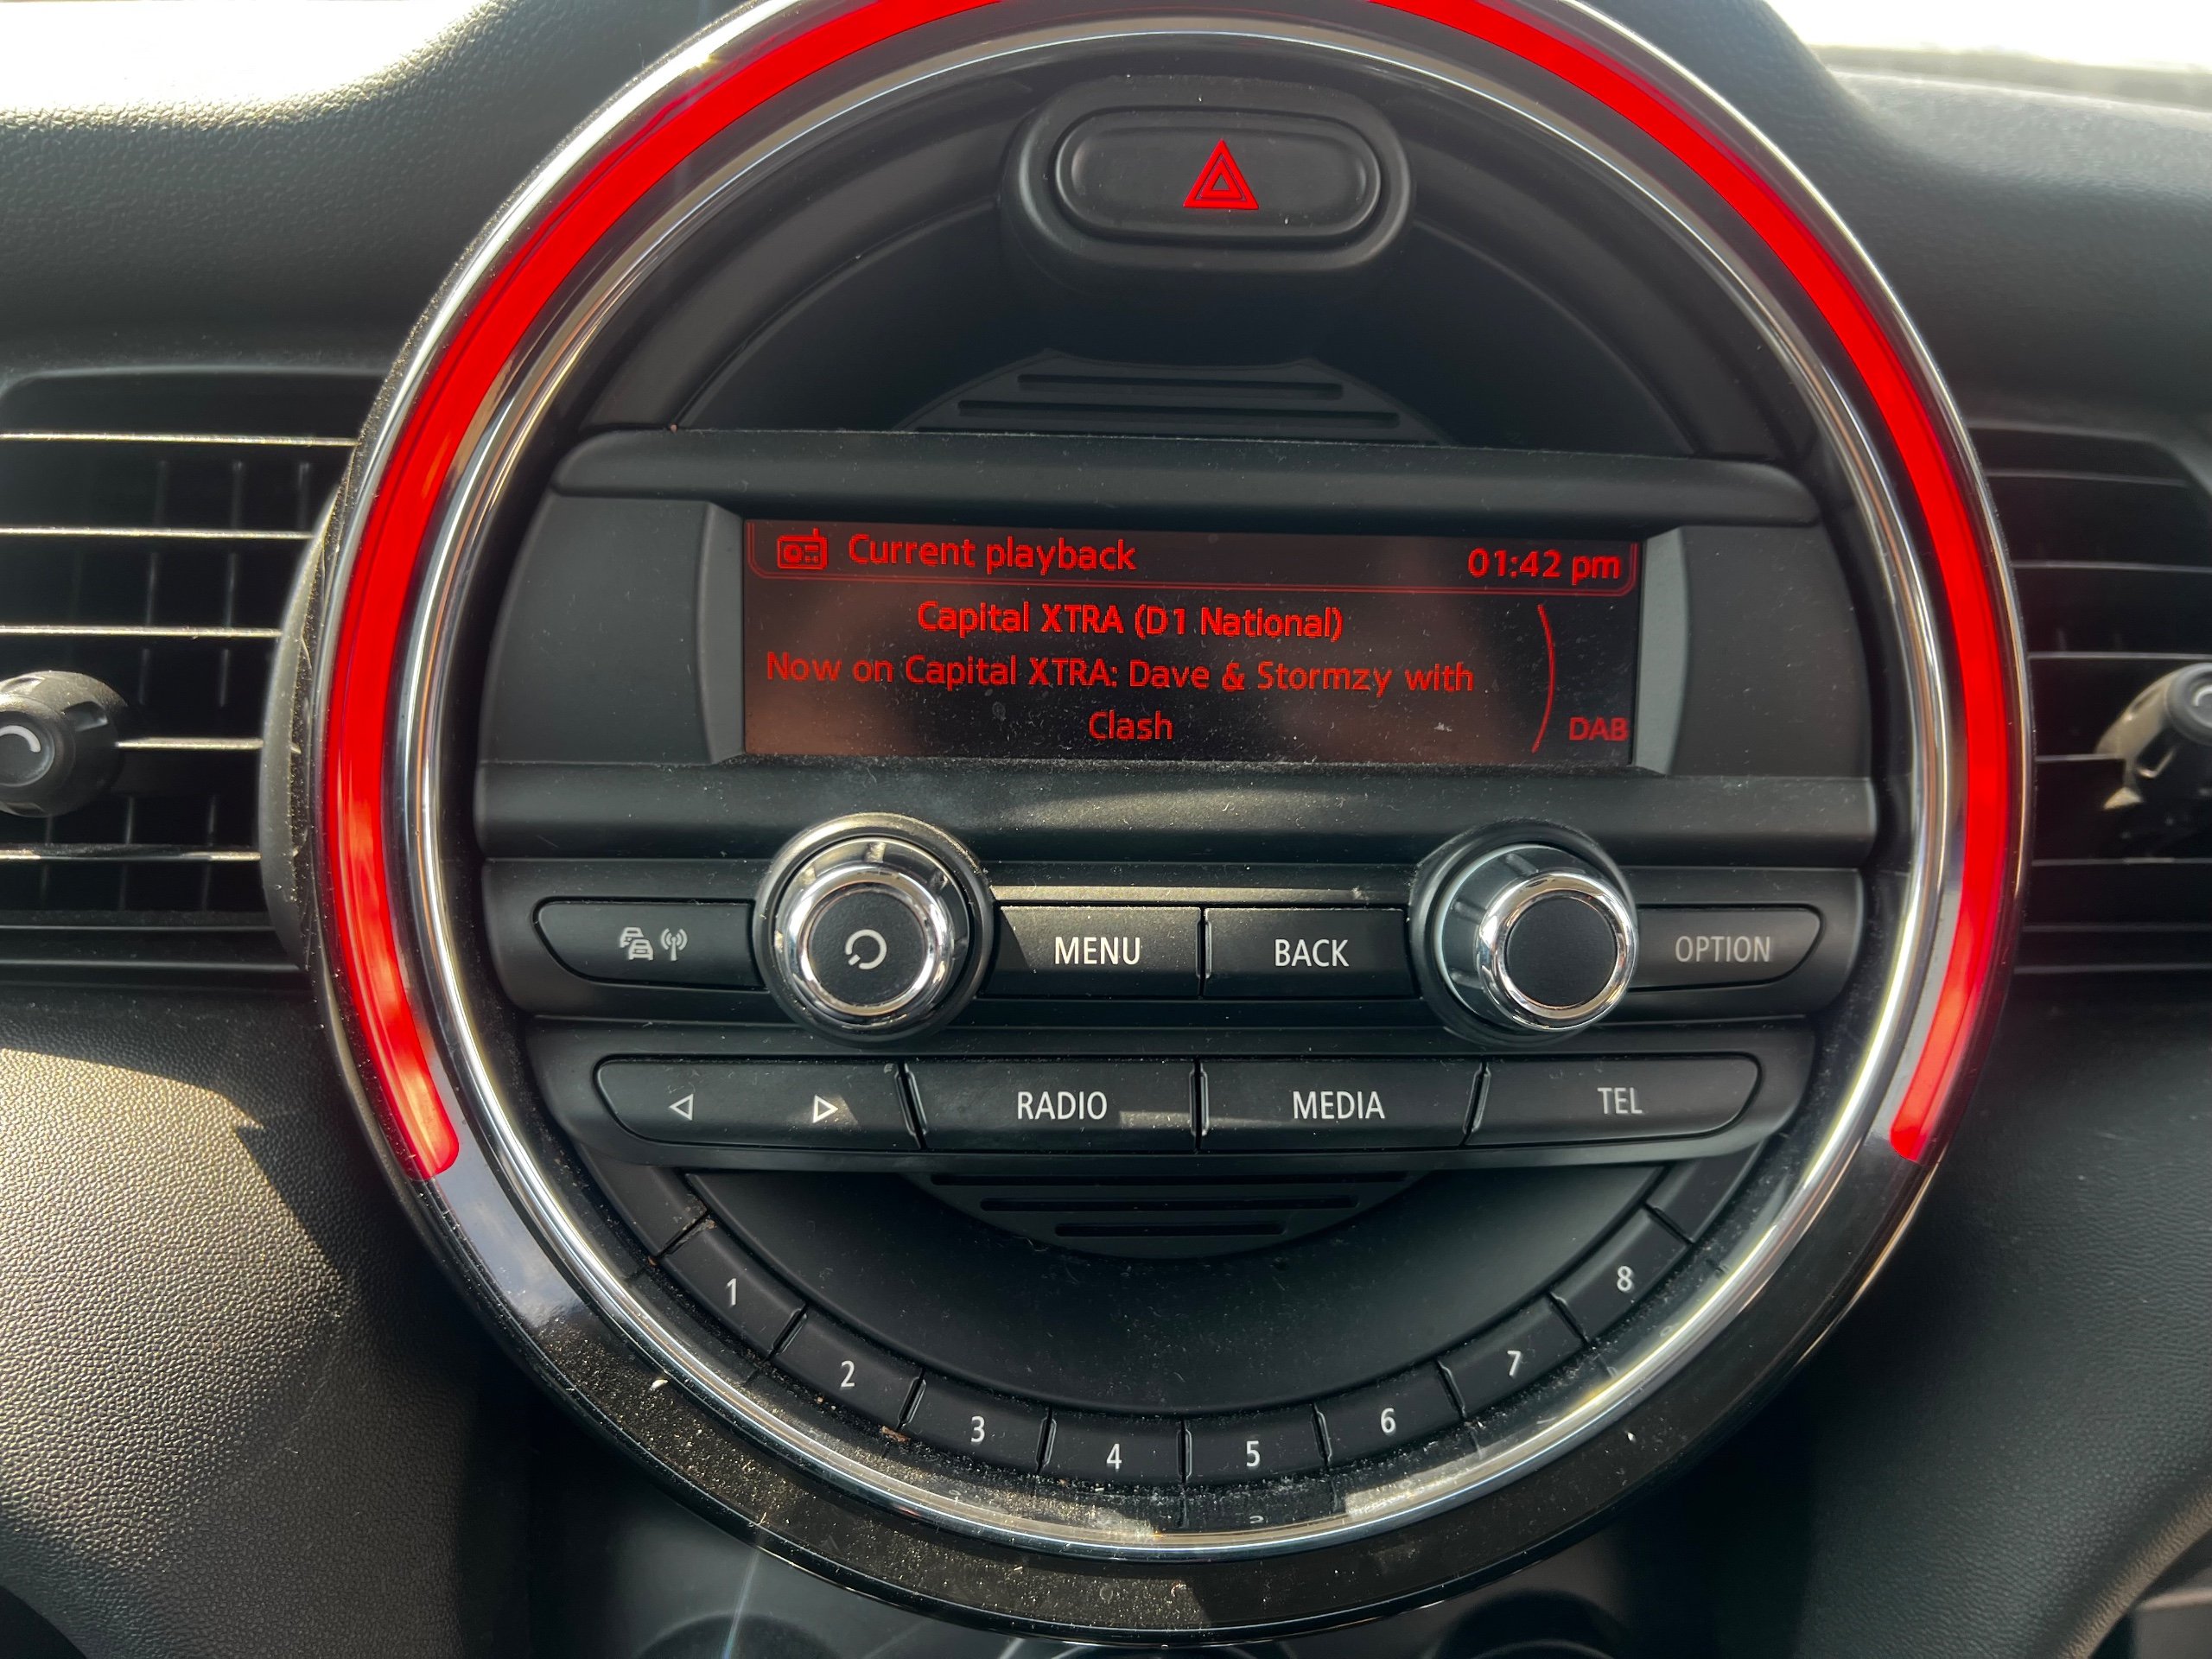 Current playback 01:42 pm
Capital XTRA (D1 National)
Now on Capital XTRA: Dave & Stormzy with
Clash
DAB
MENU BACK OPTION
RADIO MEDIA TEL
1 2 3 4 5 6 7 8